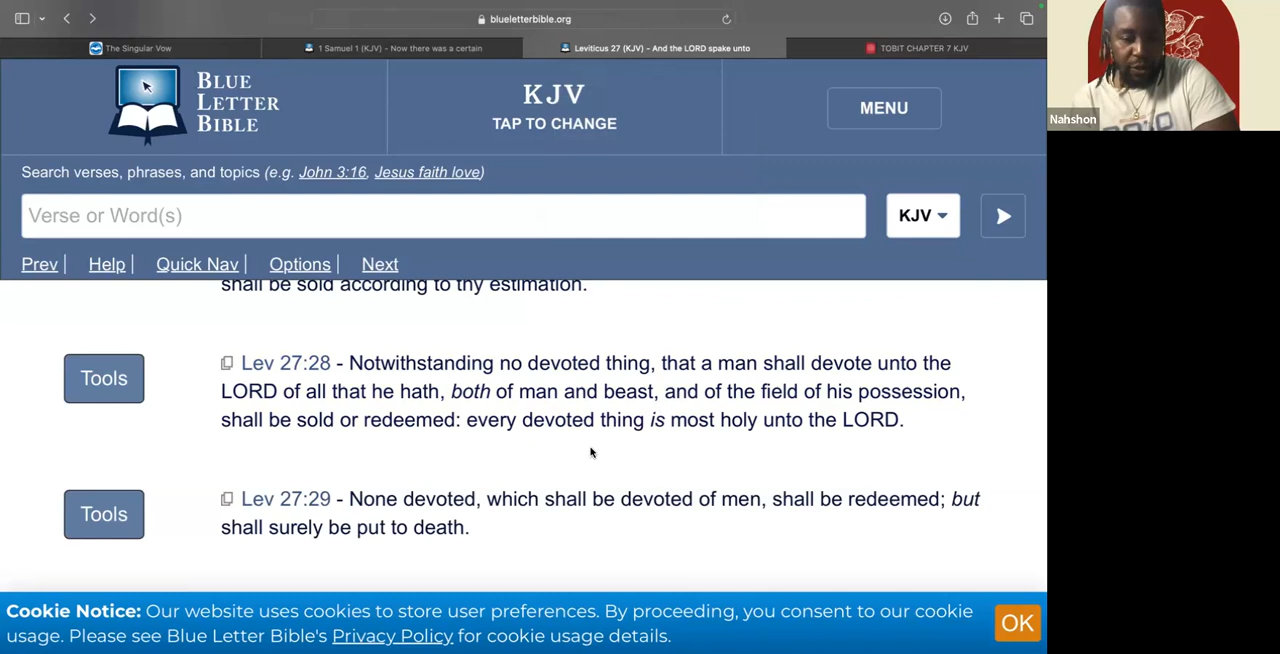 blueletterbible.org
The Singular Vow
1 Samuel 1 (KJV) - Now there was a certain
Leviticus 27 (KJV) - And the LORD spake unto
TOBIT CHAPTER 7 KJV
BLUE
LETTER
BIBLE
KJV
TAP TO CHANGE
MENU
Search verses, phrases, and topics (e.g. John 3:16, Jesus faith love)
Verse or Word(s)
KJV
Prev | Help | Quick Nav | Options | Next
shall be sold according to thy estimation.
Tools
Lev 27:28 - Notwithstanding no devoted thing, that a man shall devote unto the
LORD of all that he hath, both of man and beast, and of the field of his possession,
shall be sold or redeemed: every devoted thing is most holy unto the LORD.
Tools
Lev 27:29 - None devoted, which shall be devoted of men, shall be redeemed; but
shall surely be put to death.
Cookie Notice: Our website uses cookies to store user preferences. By proceeding, you consent to our cookie
usage. Please see Blue Letter Bible's Privacy Policy for cookie usage details.
OK
Nahshon